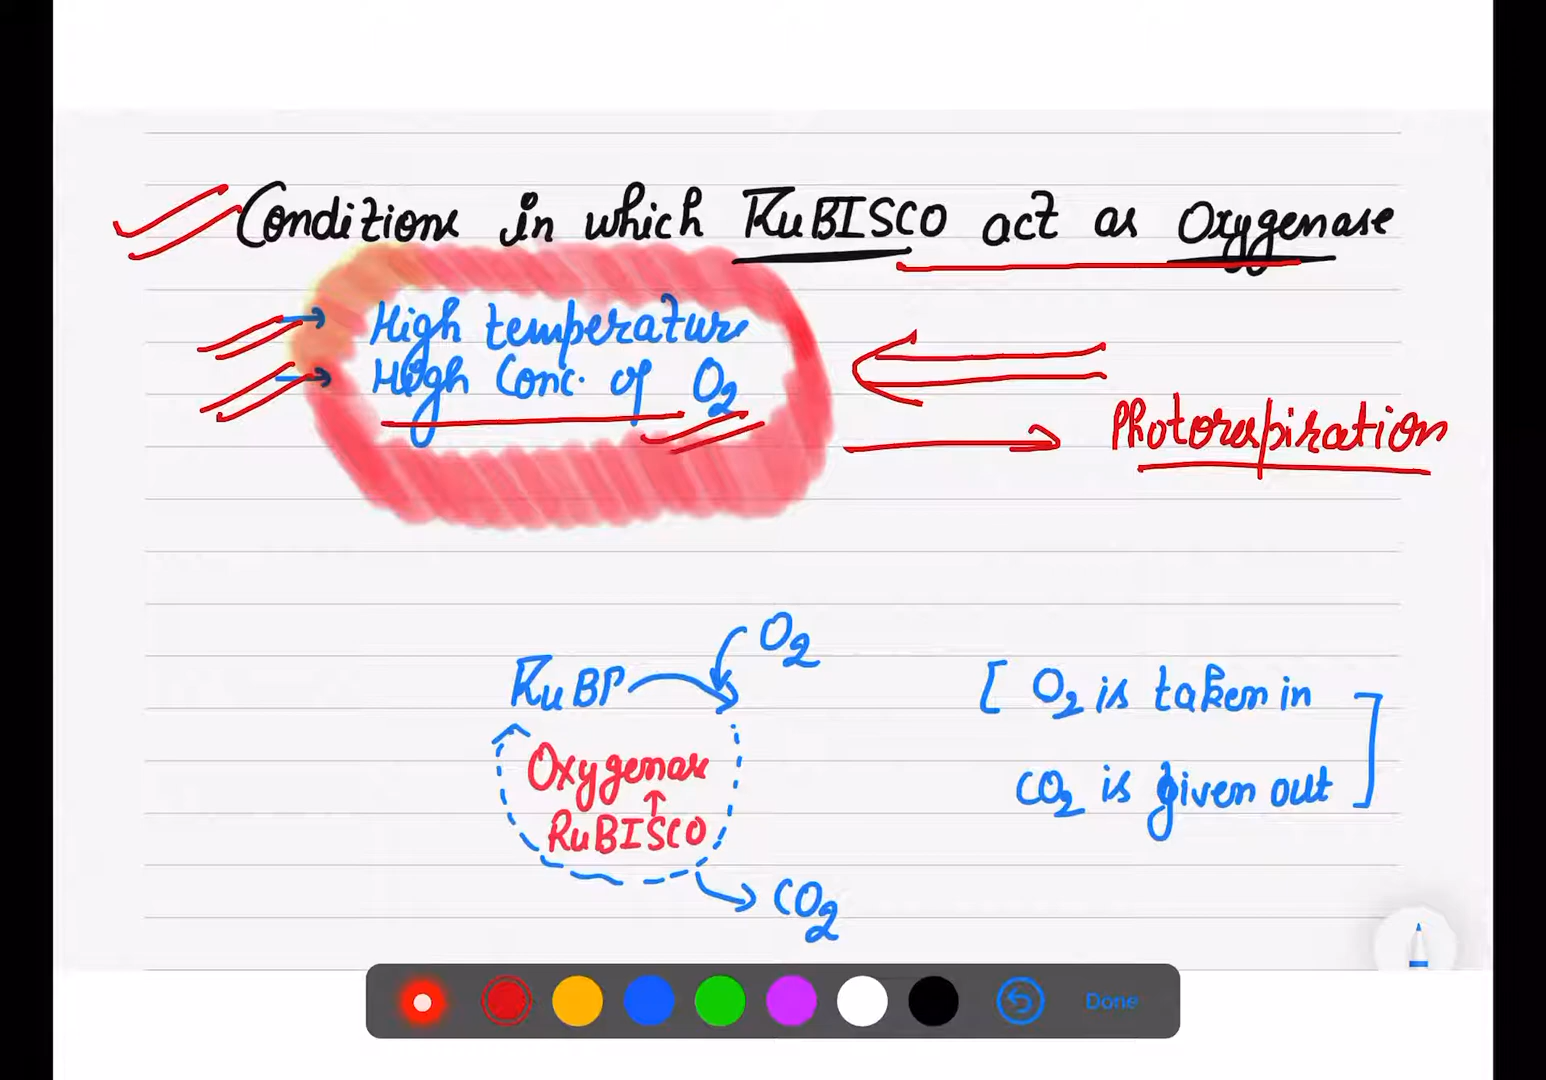 Conditions in which RuBISCO act as Oxygenase
→ High temperature
→ High Conc. of O2
Photorespiration
RuBP
O2
Oxygenase
RuBISCO
CO2
[ O2 is taken in
CO2 is given out ]
Done